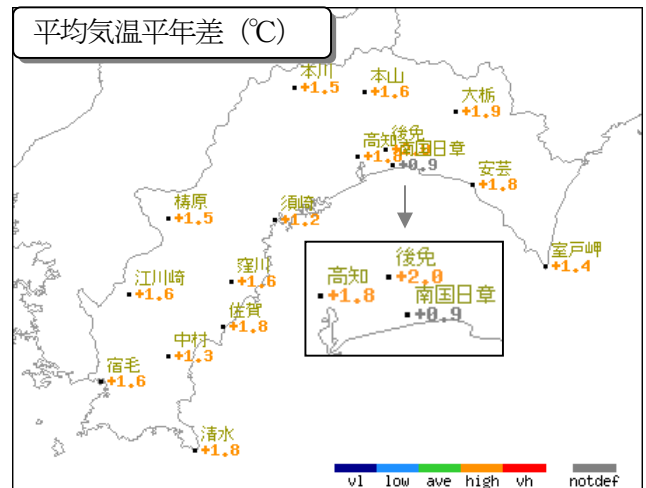 平均気温平年差（℃）
本川
+1.5
本山
+1.6
大栃
+1.9
後免
高知
+1.8
南国日章
+0.9
安芸
+1.8
梼原
+1.5
須崎
+1.2
室戸岬
+1.4
江川崎
+1.6
窪川
+1.6
佐賀
+1.8
中村
+1.3
宿毛
+1.6
清水
+1.8
後免
+2.0
高知
+1.8
南国日章
+0.9
vl low ave high vh notdef